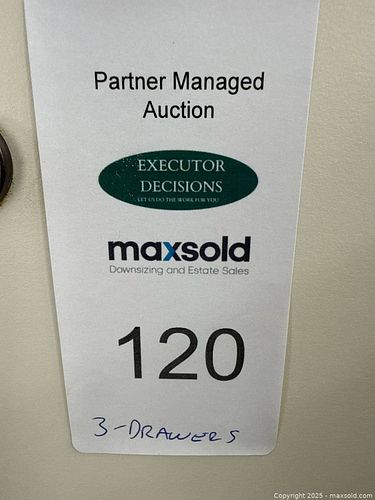 Partner Managed
Auction
EXECUTOR
DECISIONS
LET US DO THE WORK FOR YOU
maxsold
Downsizing and Estate Sales
120
3-DRAWERS
Copyright 2025 - maxsold.com